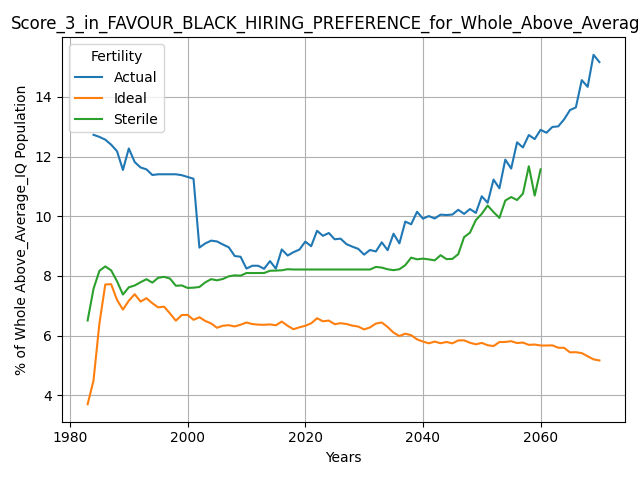 Score_3_in_FAVOUR_BLACK_HIRING_PREFERENCE_for_Whole_Above_Averag
Fertility
Actual
Ideal
Sterile
% of Whole Above_Average_IQ Population
14
12
10
8
6
4
1980 2000 2020 2040 2060
Years